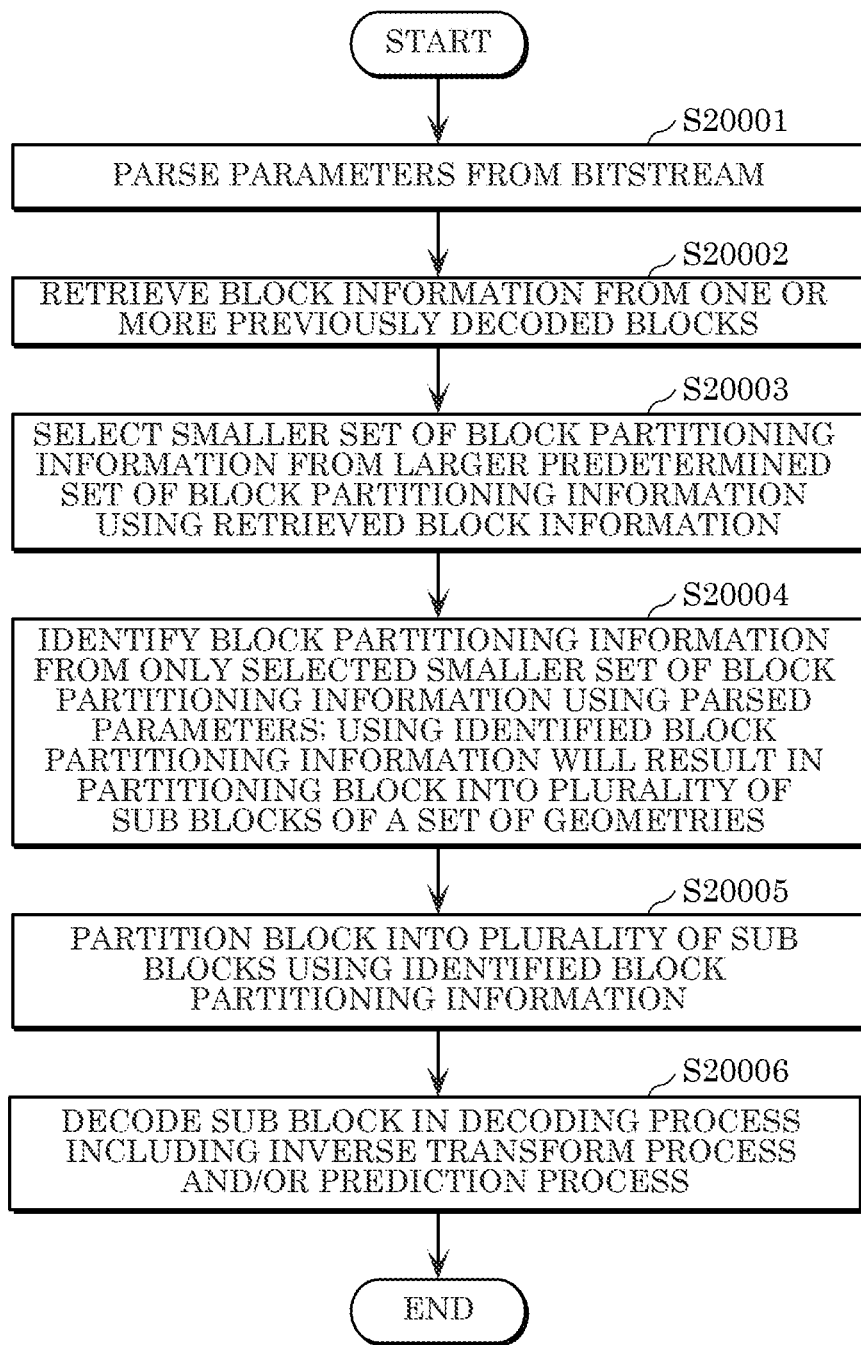 START
S20001
PARSE PARAMETERS FROM BITSTREAM
S20002
RETRIEVE BLOCK INFORMATION FROM ONE OR
MORE PREVIOUSLY DECODED BLOCKS
S20003
SELECT SMALLER SET OF BLOCK PARTITIONING
INFORMATION FROM LARGER PREDETERMINED
SET OF BLOCK PARTITIONING INFORMATION
USING RETRIEVED BLOCK INFORMATION
S20004
IDENTIFY BLOCK PARTITIONING INFORMATION
FROM ONLY SELECTED SMALLER SET OF BLOCK
PARTITIONING INFORMATION USING PARSED
PARAMETERS; USING IDENTIFIED BLOCK
PARTITIONING INFORMATION WILL RESULT IN
PARTITIONING BLOCK INTO PLURALITY OF
SUB BLOCKS OF A SET OF GEOMETRIES
S20005
PARTITION BLOCK INTO PLURALITY OF SUB
BLOCKS USING IDENTIFIED BLOCK
PARTITIONING INFORMATION
S20006
DECODE SUB BLOCK IN DECODING PROCESS
INCLUDING INVERSE TRANSFORM PROCESS
AND/OR PREDICTION PROCESS
END